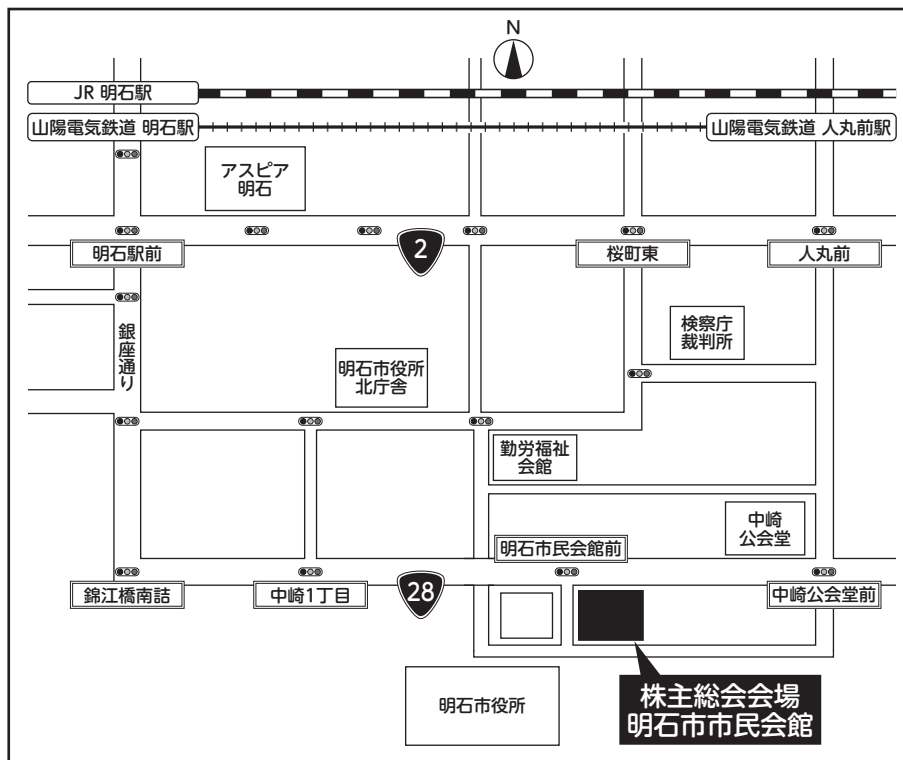 N
JR 明石駅
山陽電気鉄道 明石駅
山陽電気鉄道 人丸前駅
アスピア
明石
明石駅前
2
桜町東
人丸前
銀座通り
検察庁
裁判所
明石市役所
北庁舎
勤労福祉
会館
中崎
公会堂
明石市民会館前
錦江橋南詰
中崎1丁目
28
中崎公会堂前
明石市役所
株主総会会場
明石市市民会館